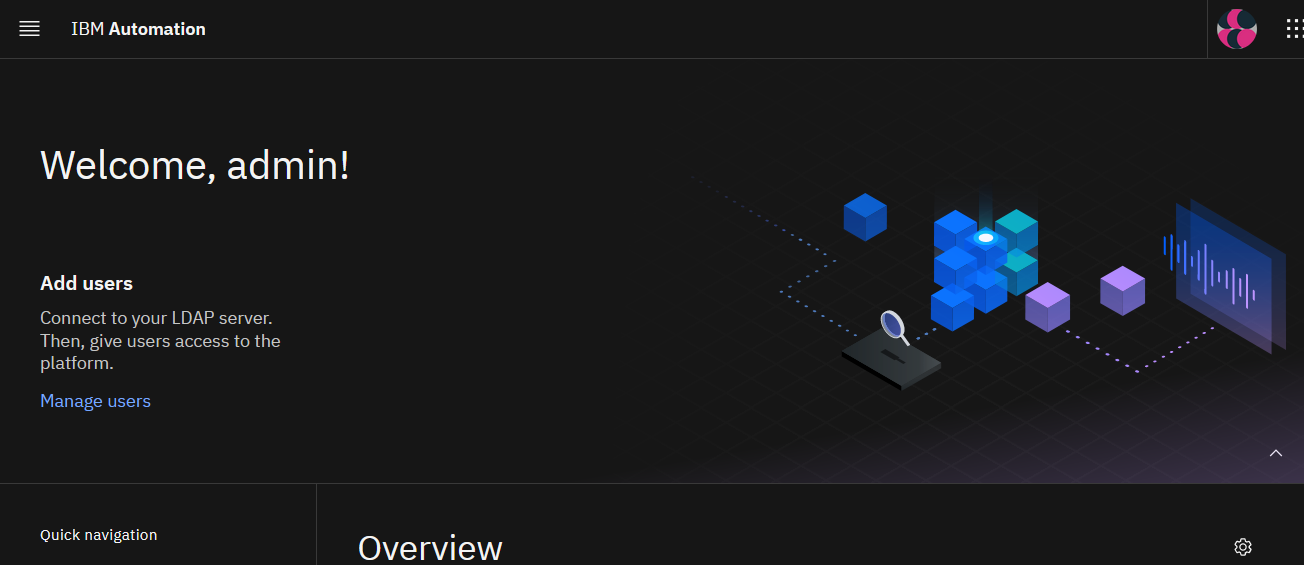 IBM Automation
Welcome, admin!
Add users
Connect to your LDAP server.
Then, give users access to the
platform.
Manage users
Quick navigation
Overview